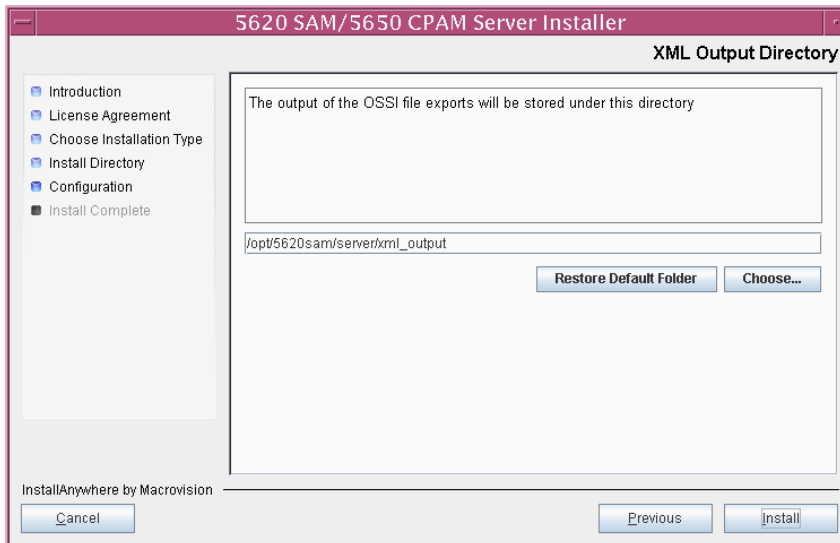 5620 SAM/5650 CPAM Server Installer
XML Output Directory
Introduction
License Agreement
Choose Installation Type
Install Directory
Configuration
Install Complete
The output of the OSSI file exports will be stored under this directory
/opt/5620sam/server/xml_output
Restore Default Folder
Choose...
InstallAnywhere by Macrovision
Cancel
Previous
Install